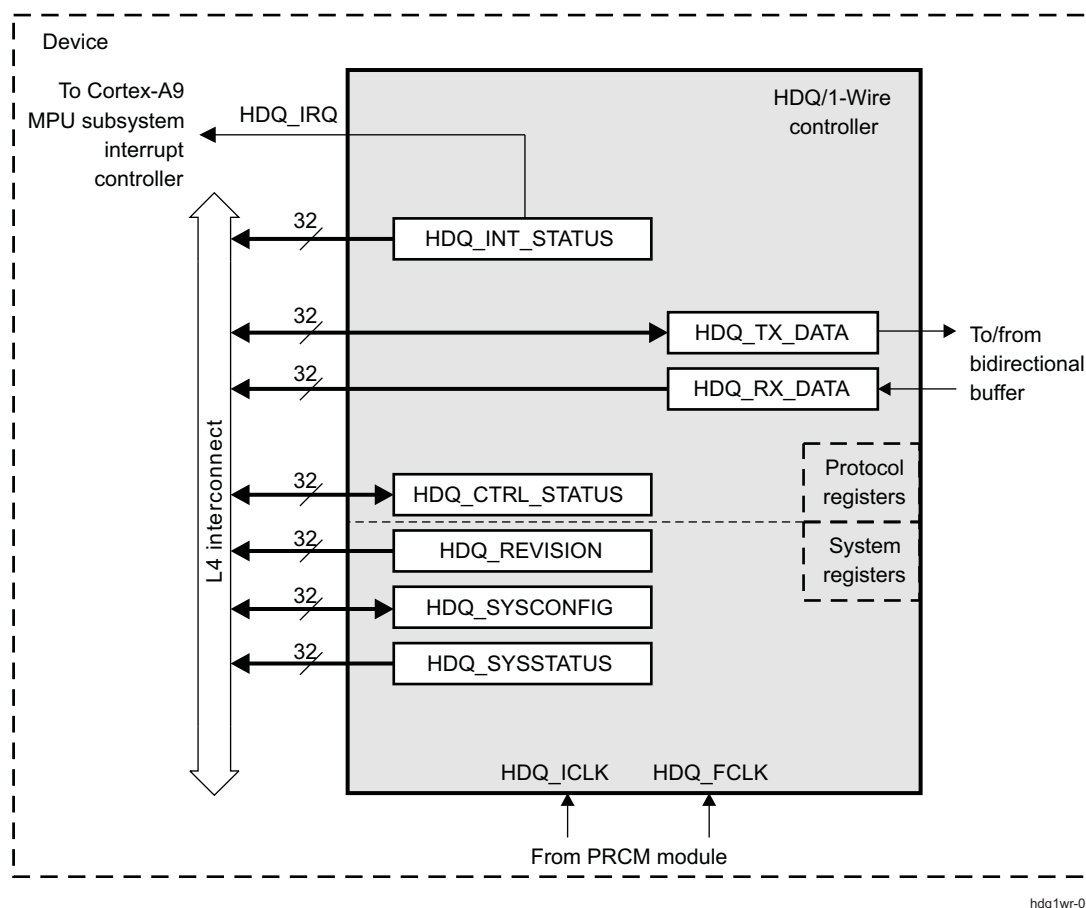 Device
To Cortex-A9
MPU subsystem
interrupt
controller
HDQ_IRQ
HDQ/1-Wire
controller
32
HDQ_INT_STATUS
32
HDQ_TX_DATA
To/from
bidirectional
buffer
32
HDQ_RX_DATA
L4 interconnect
32
HDQ_CTRL_STATUS
Protocol
registers
32
HDQ_REVISION
System
registers
32
HDQ_SYSCONFIG
32
HDQ_SYSSTATUS
HDQ_ICLK
HDQ_FCLK
From PRCM module
hdq1wr-0